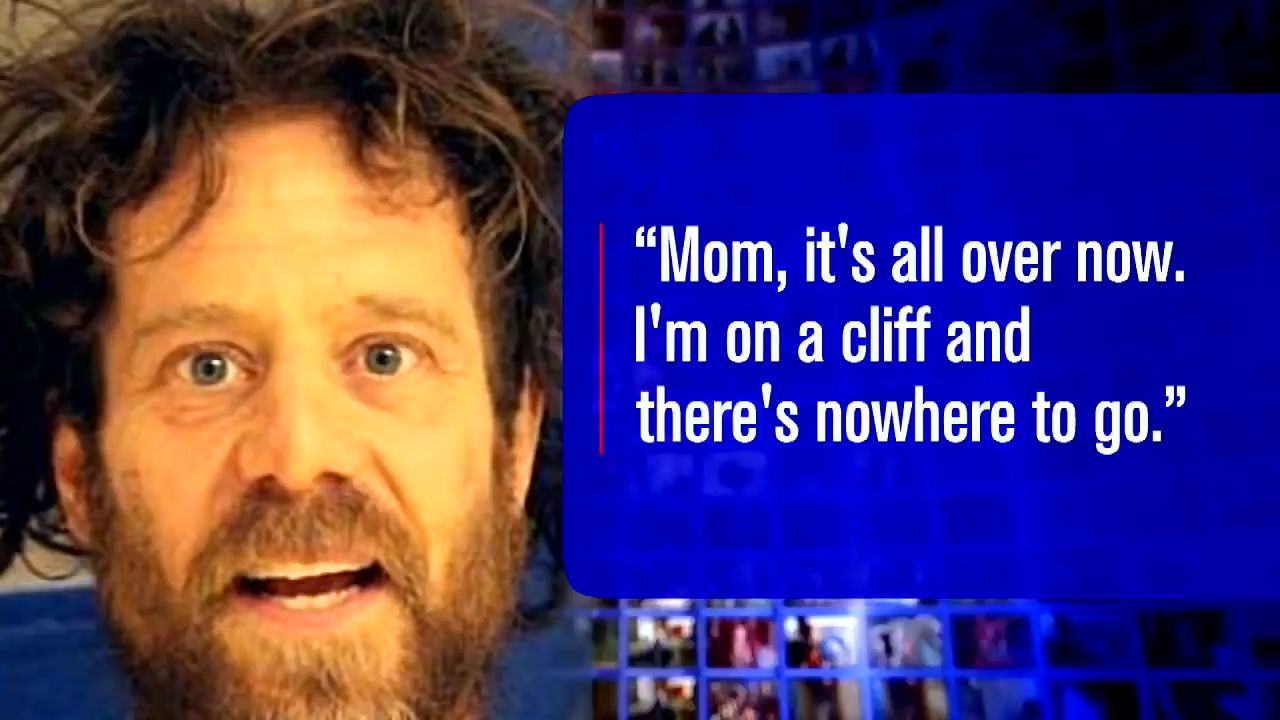 “Mom, it's all over now.
I'm on a cliff and
there's nowhere to go.”